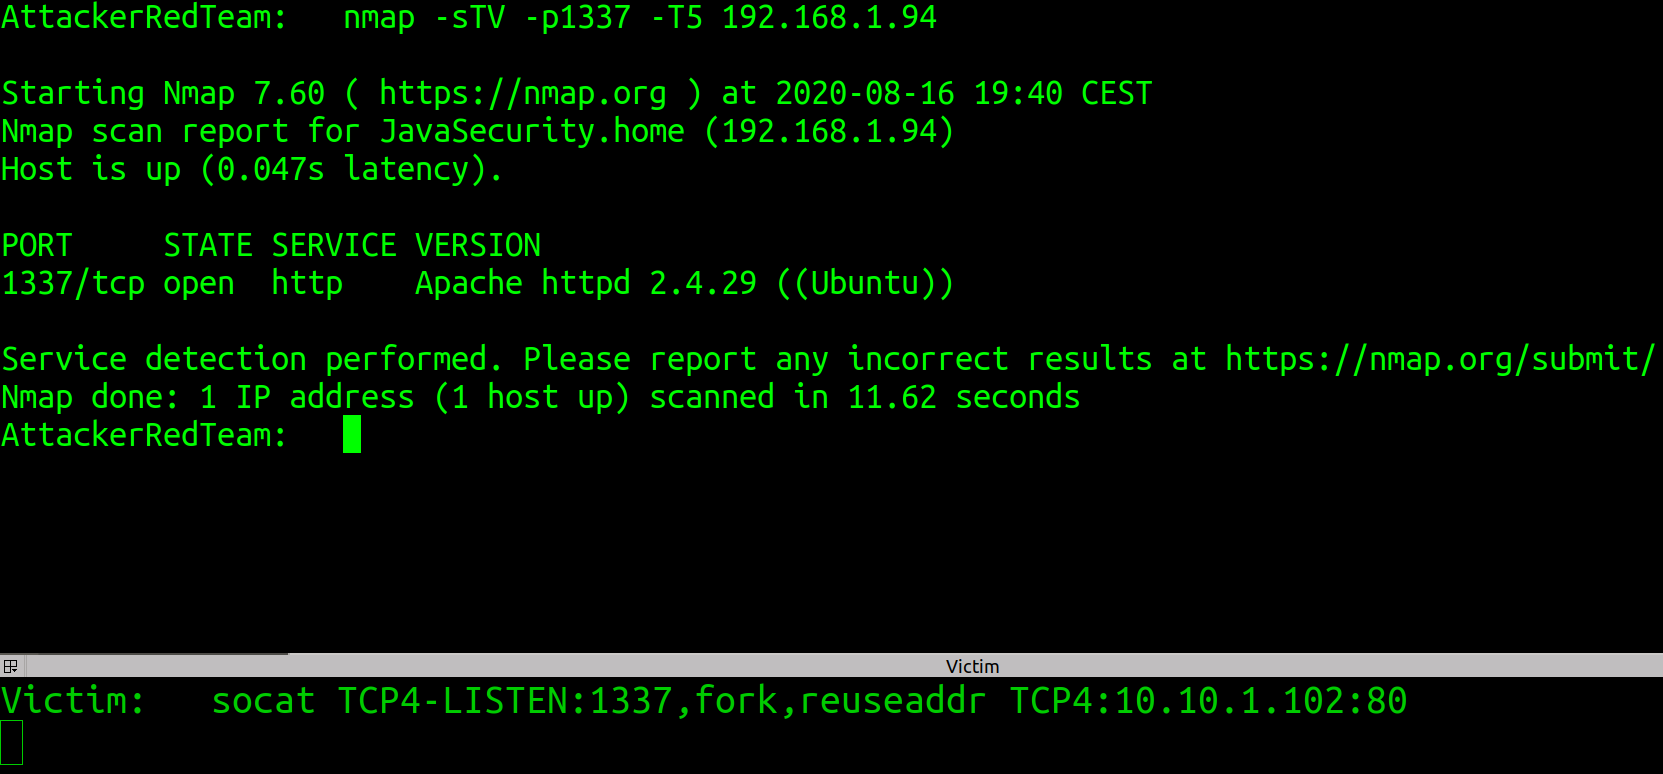 AttackerRedTeam:   nmap -sTV -p1337 -T5 192.168.1.94
Starting Nmap 7.60 ( https://nmap.org ) at 2020-08-16 19:40 CEST
Nmap scan report for JavaSecurity.home (192.168.1.94)
Host is up (0.047s latency).
PORT     STATE SERVICE VERSION
1337/tcp open  http    Apache httpd 2.4.29 ((Ubuntu))
Service detection performed. Please report any incorrect results at https://nmap.org/submit/
Nmap done: 1 IP address (1 host up) scanned in 11.62 seconds
AttackerRedTeam:
Victim
Victim:   socat TCP4-LISTEN:1337,fork,reuseaddr TCP4:10.10.1.102:80